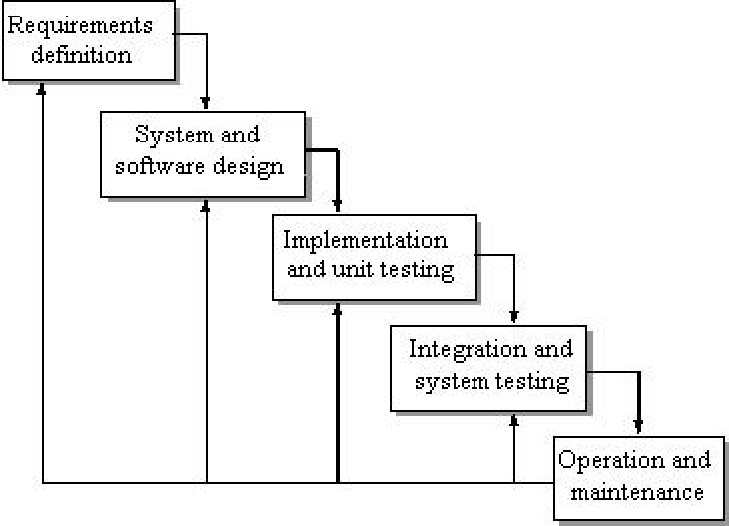 Requirements
definition
System and
software design
Implementation
and unit testing
Integration and
system testing
Operation and
maintenance